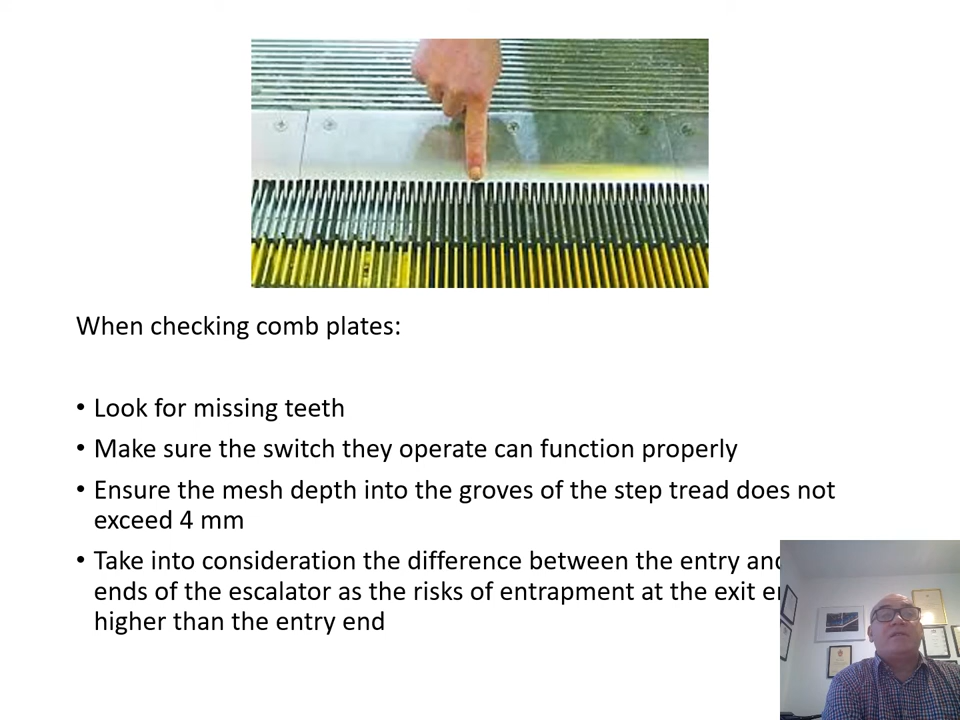 When checking comb plates:
• Look for missing teeth
• Make sure the switch they operate can function properly
• Ensure the mesh depth into the groves of the step tread does not
exceed 4 mm
• Take into consideration the difference between the entry
ends of the escalator as the risks of entrapment at the exit
higher than the entry end